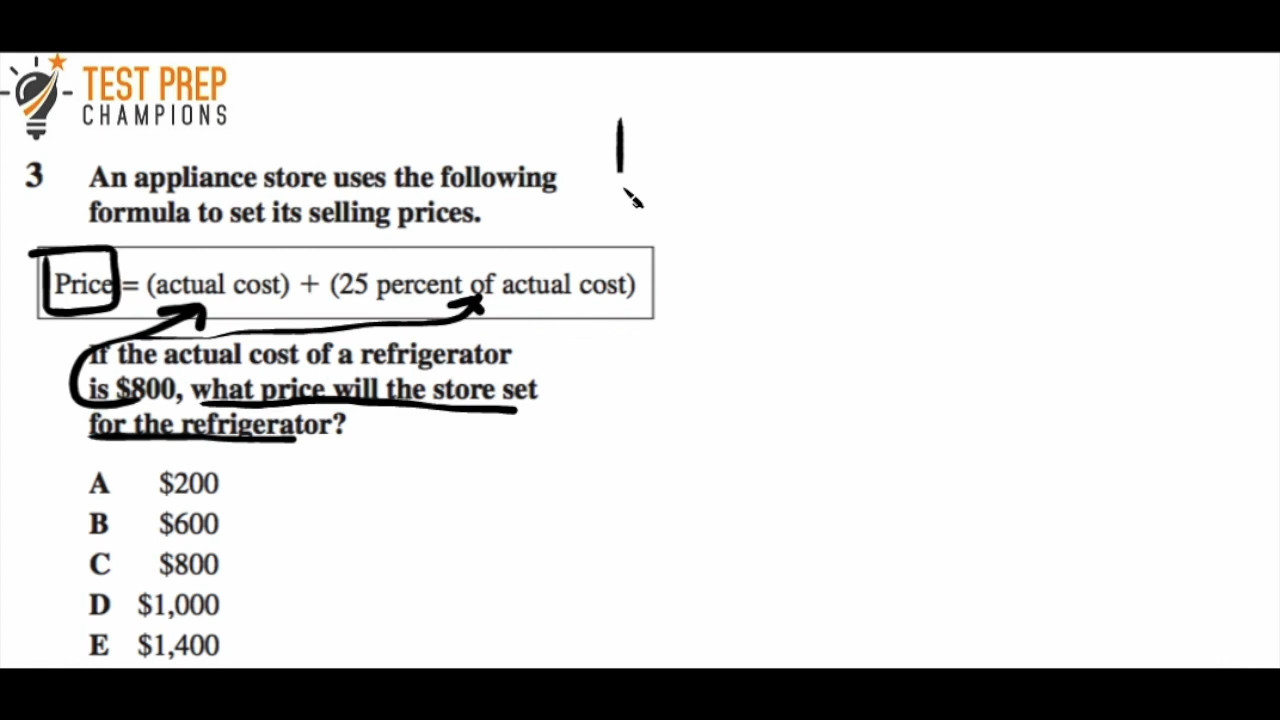 TEST PREP
CHAMPIONS
3 An appliance store uses the following
formula to set its selling prices.
Price = (actual cost) + (25 percent of actual cost)
If the actual cost of a refrigerator
is $800, what price will the store set
for the refrigerator?
A $200
B $600
C $800
D $1,000
E $1,400